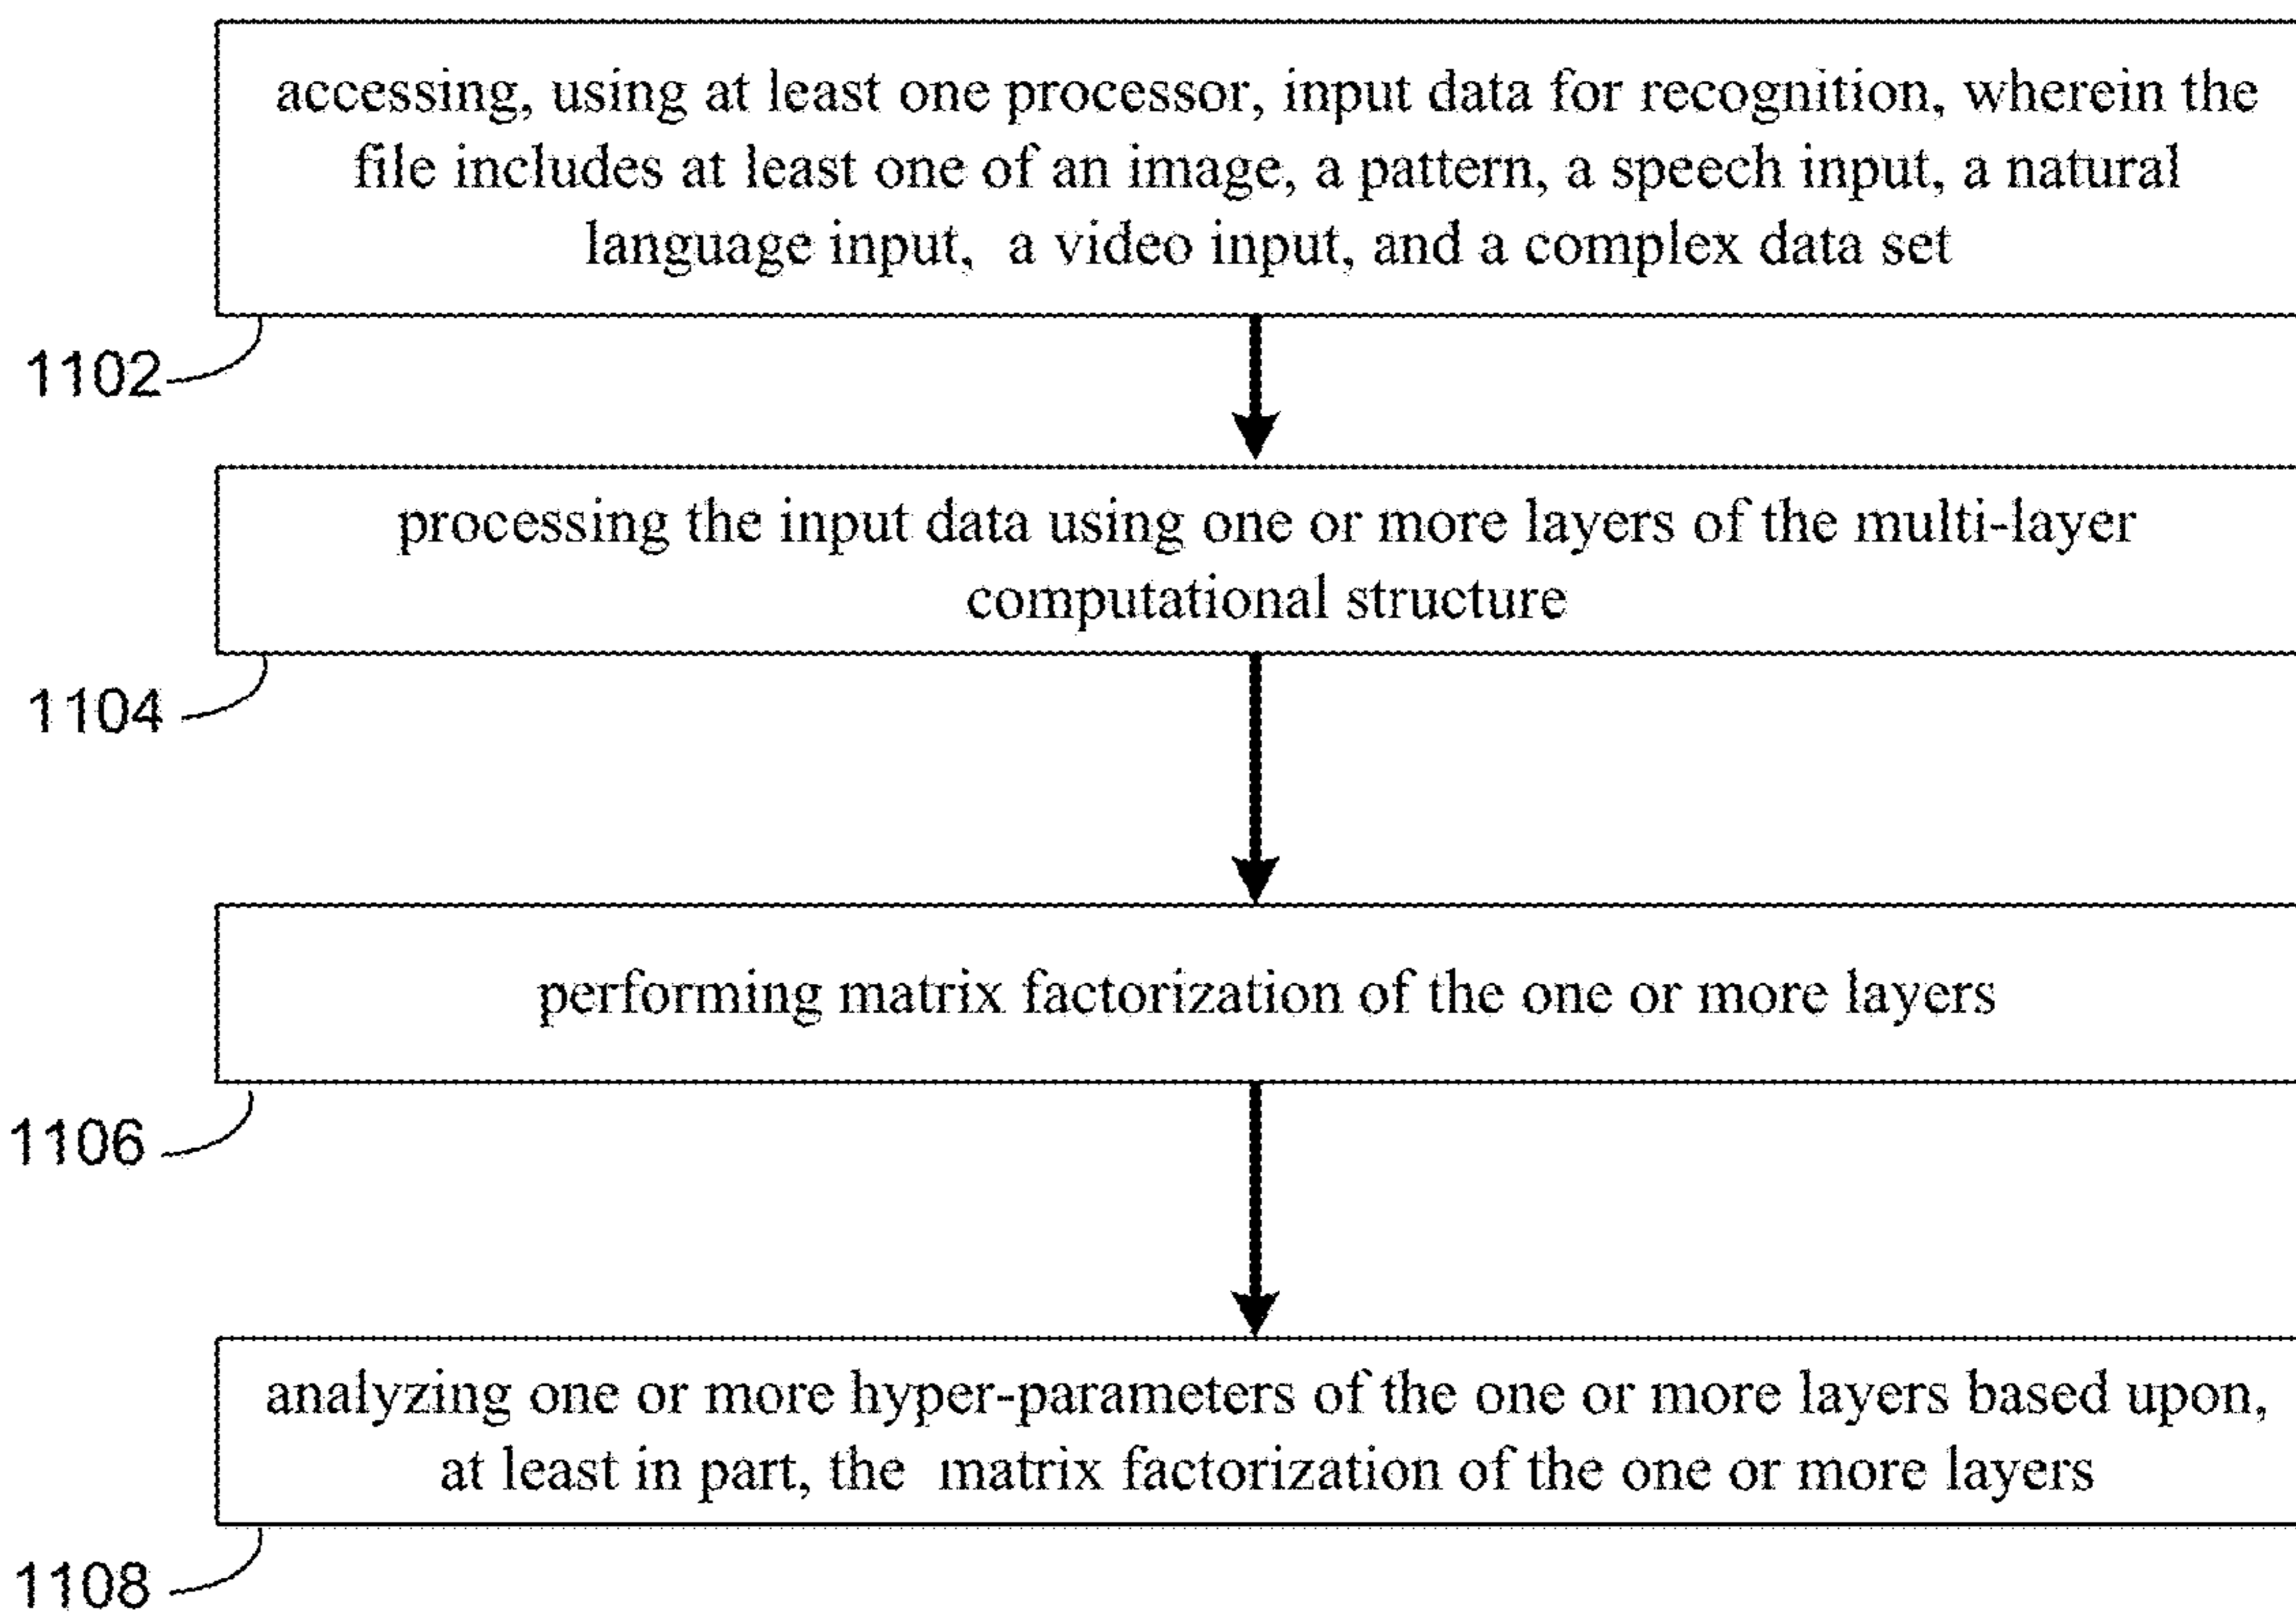 accessing, using at least one processor, input data for recognition, wherein the
file includes at least one of an image, a pattern, a speech input, a natural
language input, a video input, and a complex data set
1102
processing the input data using one or more layers of the multi-layer
computational structure
1104
performing matrix factorization of the one or more layers
1106
analyzing one or more hyper-parameters of the one or more layers based upon,
at least in part, the matrix factorization of the one or more layers
1108